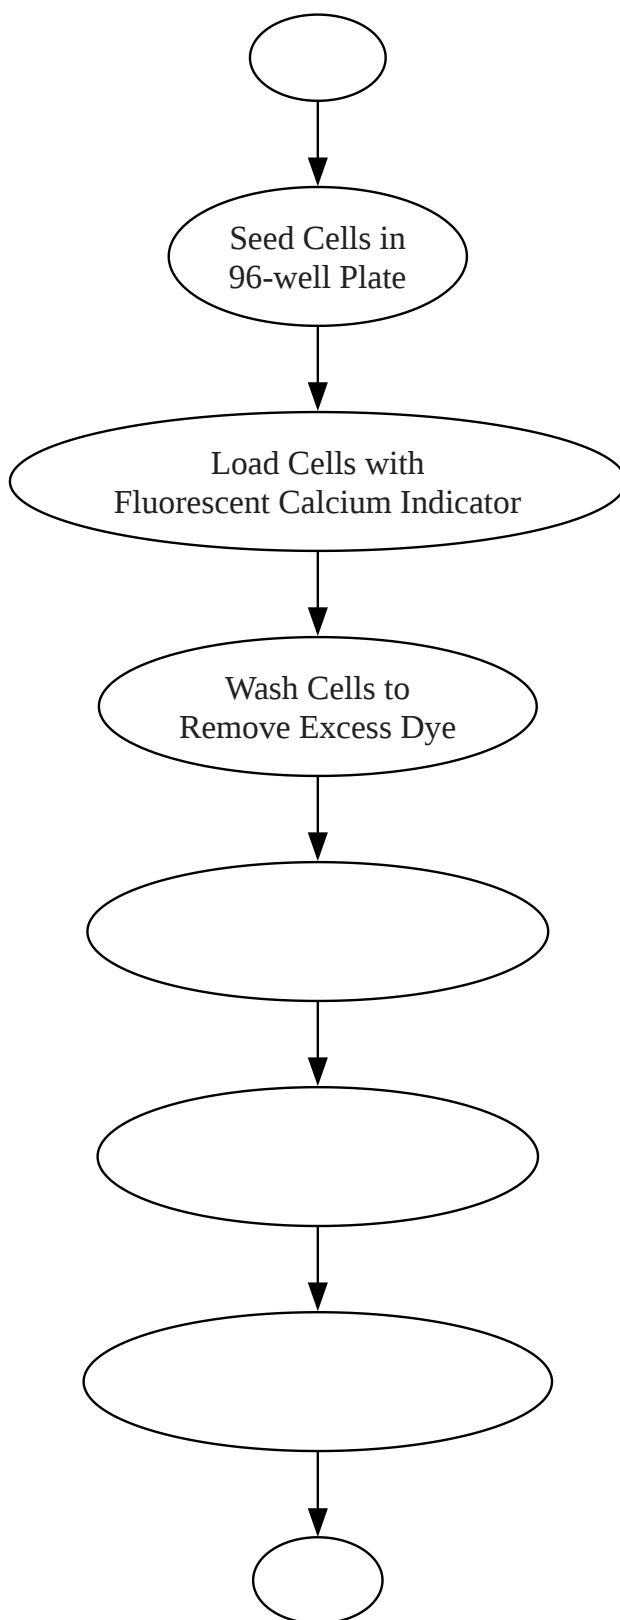 Seed Cells in
96-well Plate
Load Cells with
Fluorescent Calcium Indicator
Wash Cells to
Remove Excess Dye